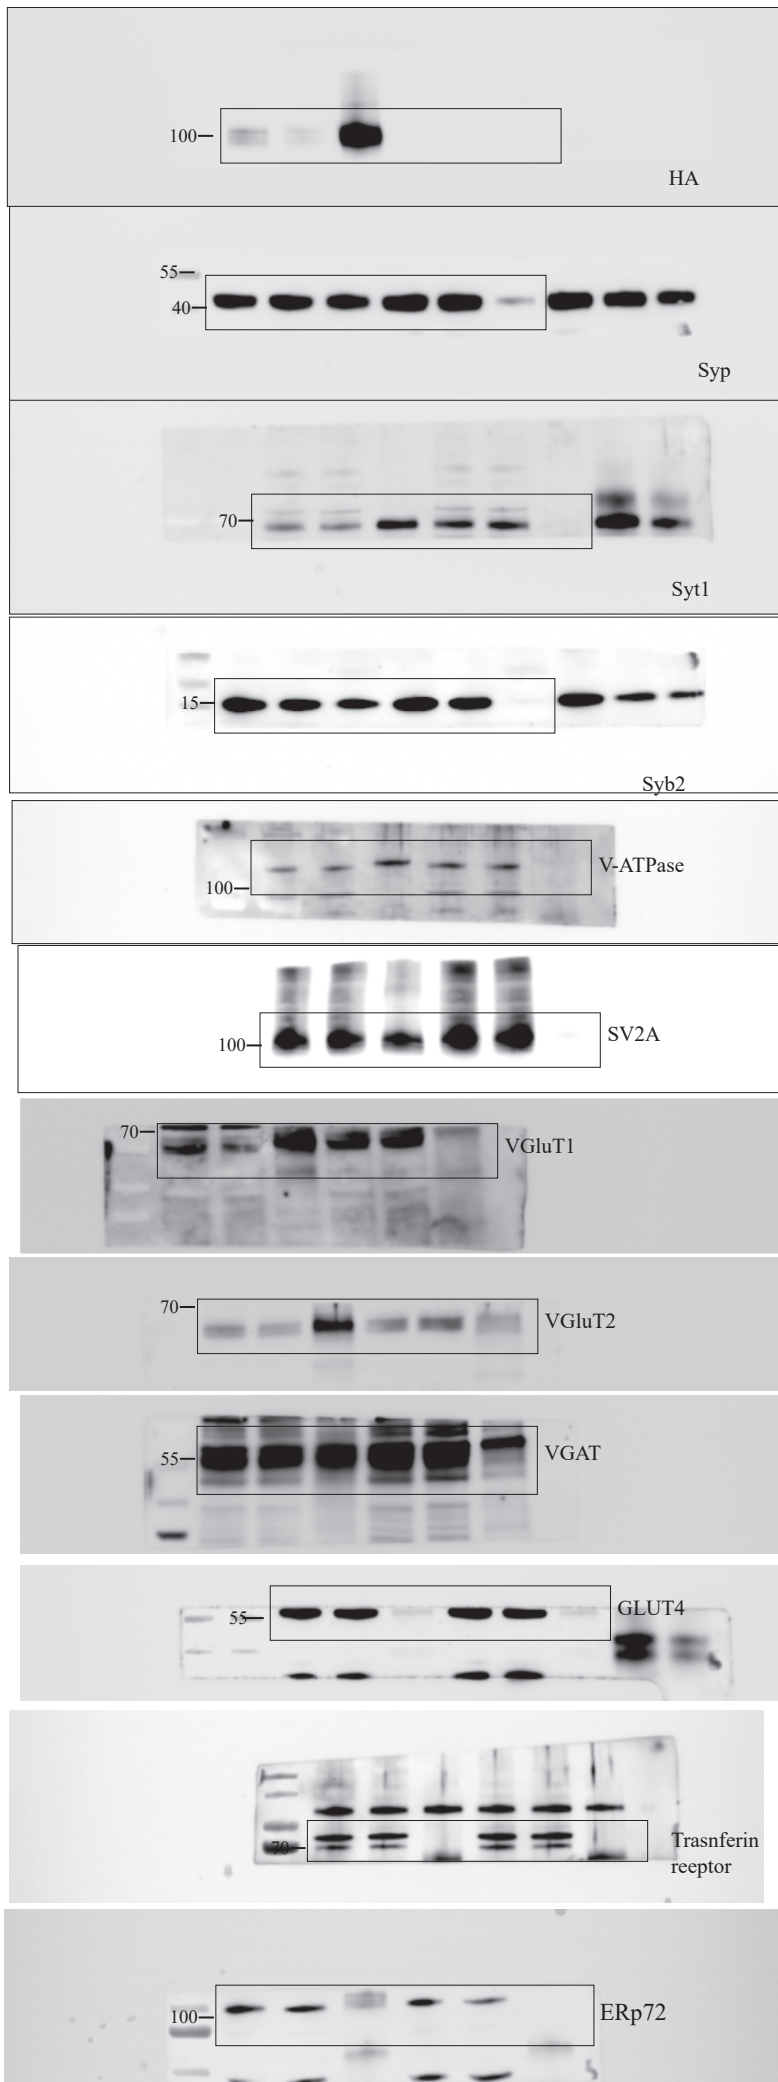 100
HA
55
40
Syp
70
Syt1
15
Syb2
V-ATPase
100
SV2A
100
70
VGluT1
70
VGluT2
VGAT
55
GLUT4
55
Trasnferin
70
reeptor
ERp72
100